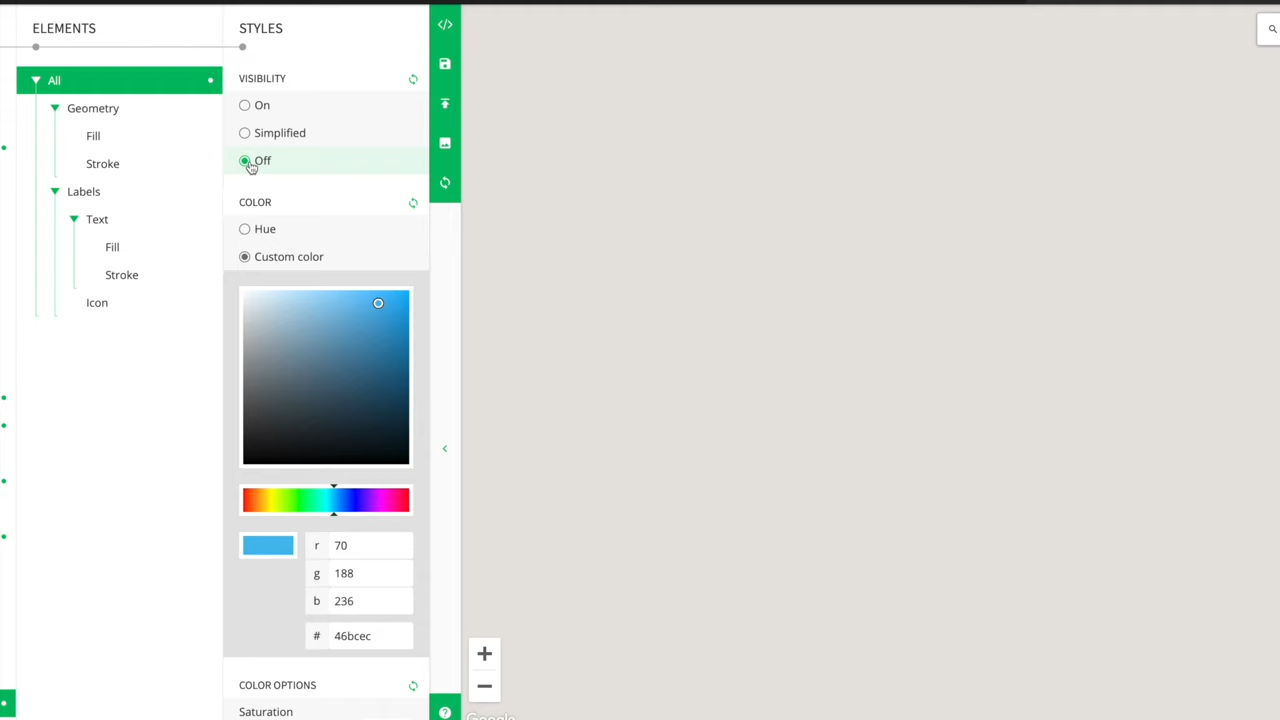 ELEMENTS
STYLES
All
Geometry
Fill
Stroke
Labels
Text
Fill
Stroke
Icon
VISIBILITY
On
Simplified
Off
COLOR
Hue
Custom color
r 70
g 188
b 236
# 46bcec
COLOR OPTIONS
Saturation
Google